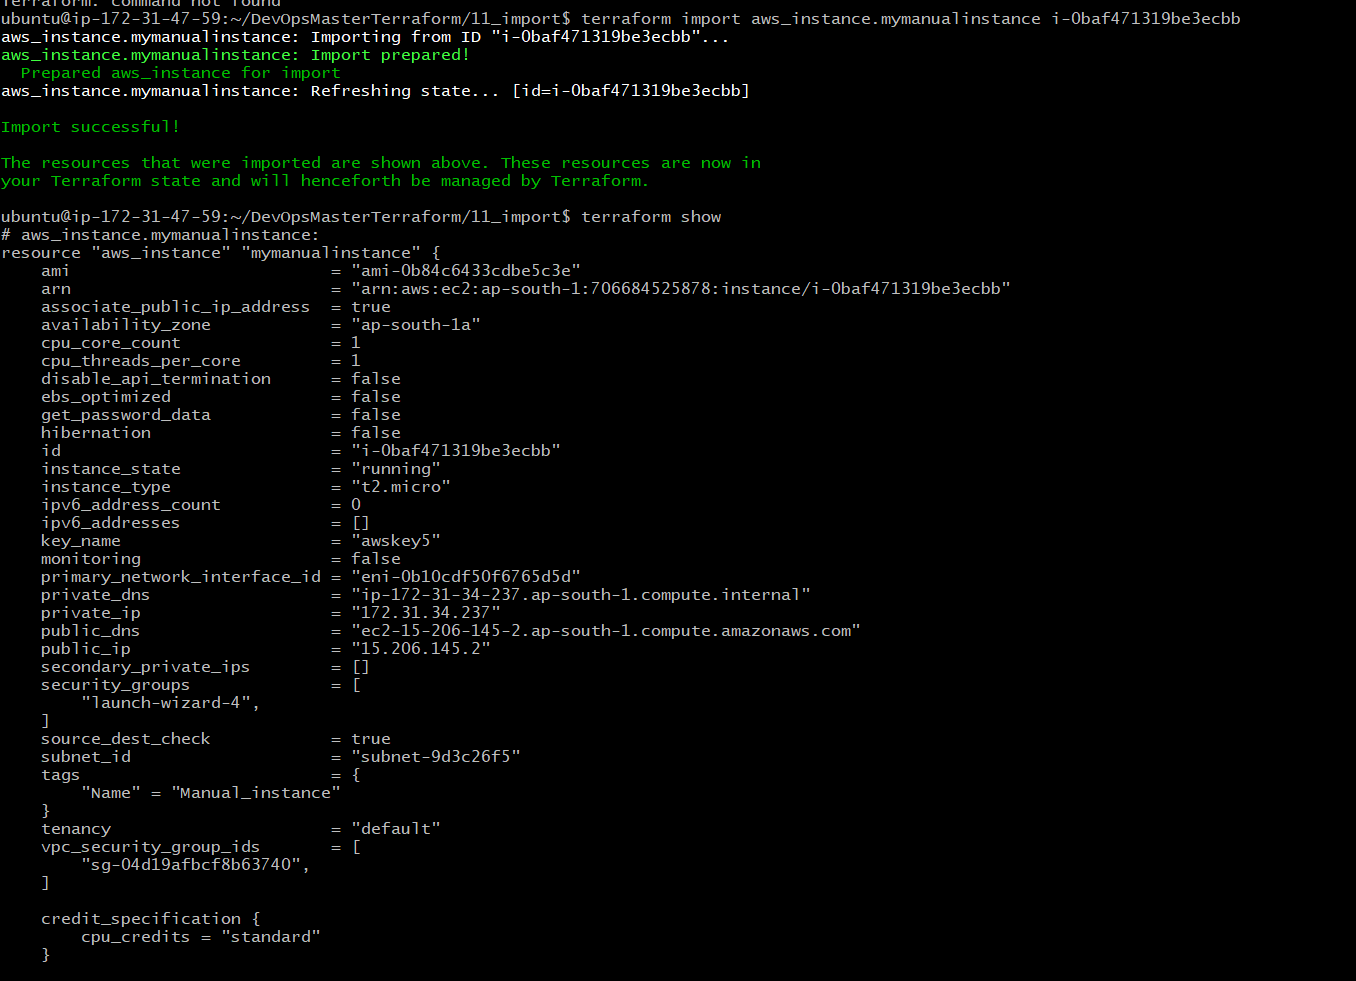 Terraform: command not found
ubuntu@ip-172-31-47-59:~/DevOpsMasterTerraform/11_import$ terraform import aws_instance.mymanualinstance i-0baf471319be3ecbb
aws_instance.mymanualinstance: Importing from ID "i-0baf471319be3ecbb"...
aws_instance.mymanualinstance: Import prepared!
  Prepared aws_instance for import
aws_instance.mymanualinstance: Refreshing state... [id=i-0baf471319be3ecbb]

Import successful!

The resources that were imported are shown above. These resources are now in
your Terraform state and will henceforth be managed by Terraform.

ubuntu@ip-172-31-47-59:~/DevOpsMasterTerraform/11_import$ terraform show
# aws_instance.mymanualinstance:
resource "aws_instance" "mymanualinstance" {
    ami                          = "ami-0b84c6433cdbe5c3e"
    arn                          = "arn:aws:ec2:ap-south-1:706684525878:instance/i-0baf471319be3ecbb"
    associate_public_ip_address  = true
    availability_zone            = "ap-south-1a"
    cpu_core_count               = 1
    cpu_threads_per_core         = 1
    disable_api_termination      = false
    ebs_optimized                = false
    get_password_data            = false
    hibernation                  = false
    id                           = "i-0baf471319be3ecbb"
    instance_state               = "running"
    instance_type                = "t2.micro"
    ipv6_address_count           = 0
    ipv6_addresses               = []
    key_name                     = "awskey5"
    monitoring                   = false
    primary_network_interface_id = "eni-0b10cdf50f6765d5d"
    private_dns                  = "ip-172-31-34-237.ap-south-1.compute.internal"
    private_ip                   = "172.31.34.237"
    public_dns                   = "ec2-15-206-145-2.ap-south-1.compute.amazonaws.com"
    public_ip                    = "15.206.145.2"
    secondary_private_ips        = []
    security_groups              = [
        "launch-wizard-4",
    ]
    source_dest_check            = true
    subnet_id                    = "subnet-9d3c26f5"
    tags                         = {
        "Name" = "Manual_instance"
    }
    tenancy                      = "default"
    vpc_security_group_ids       = [
        "sg-04d19afbcf8b63740",
    ]

    credit_specification {
        cpu_credits = "standard"
    }